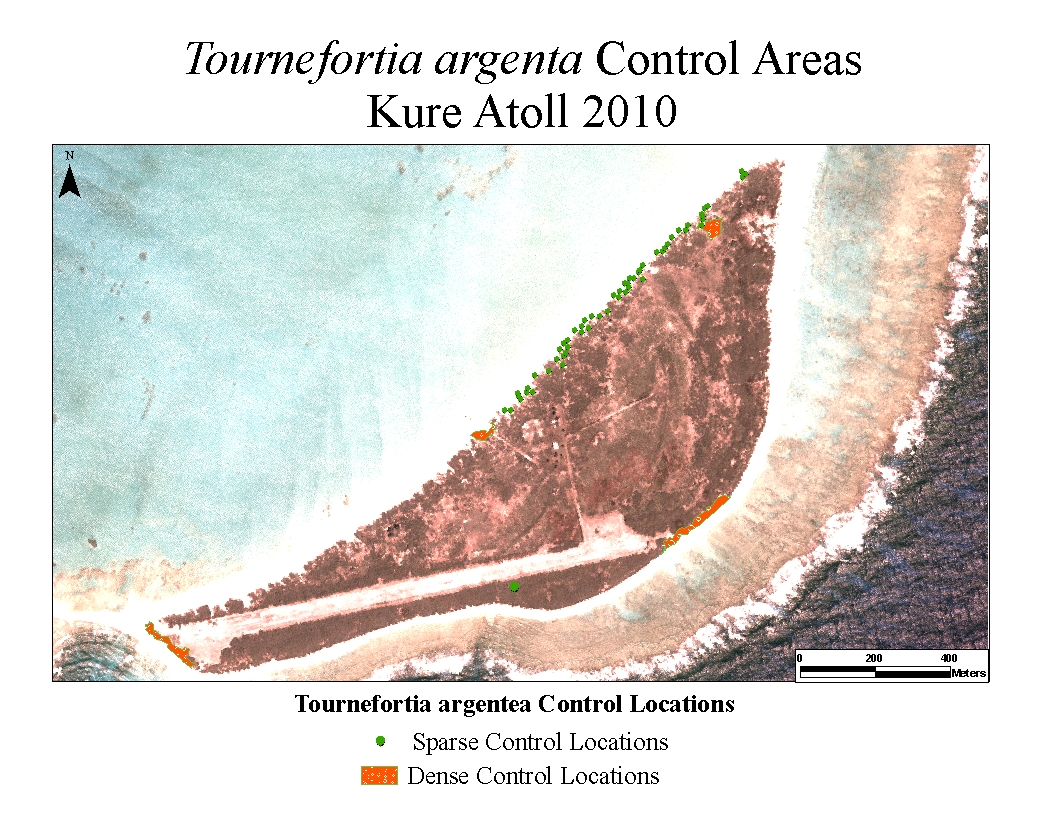 Tournefortia argenta Control Areas
Kure Atoll 2010
N
0 200 400
Meters
Tournefortia argentea Control Locations
Sparse Control Locations
Dense Control Locations